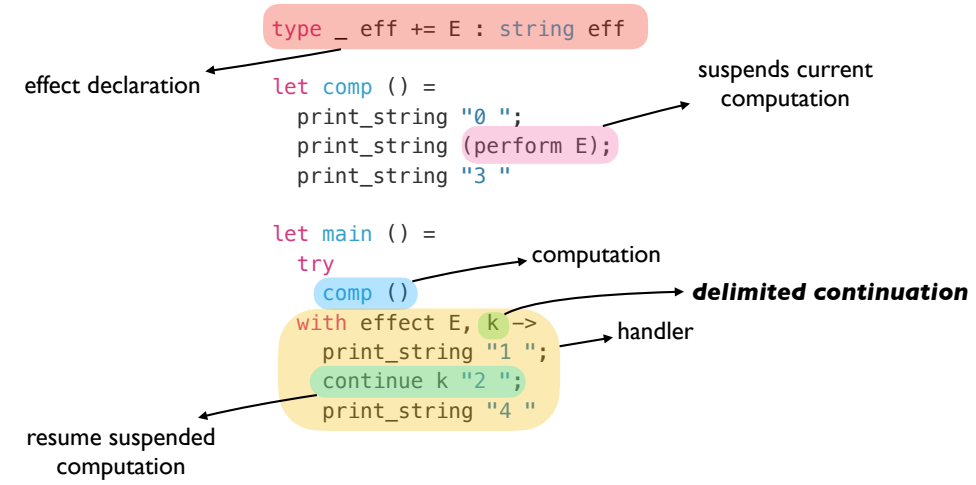 type _ eff += E : string eff
effect declaration
let comp () =
print_string "0 ";
print_string (perform E);
print_string "3 "
suspends current
computation
let main () =
try
comp ()
with effect E, k ->
print_string "1 ";
continue k "2 ";
print_string "4 "
computation
delimited continuation
handler
resume suspended
computation